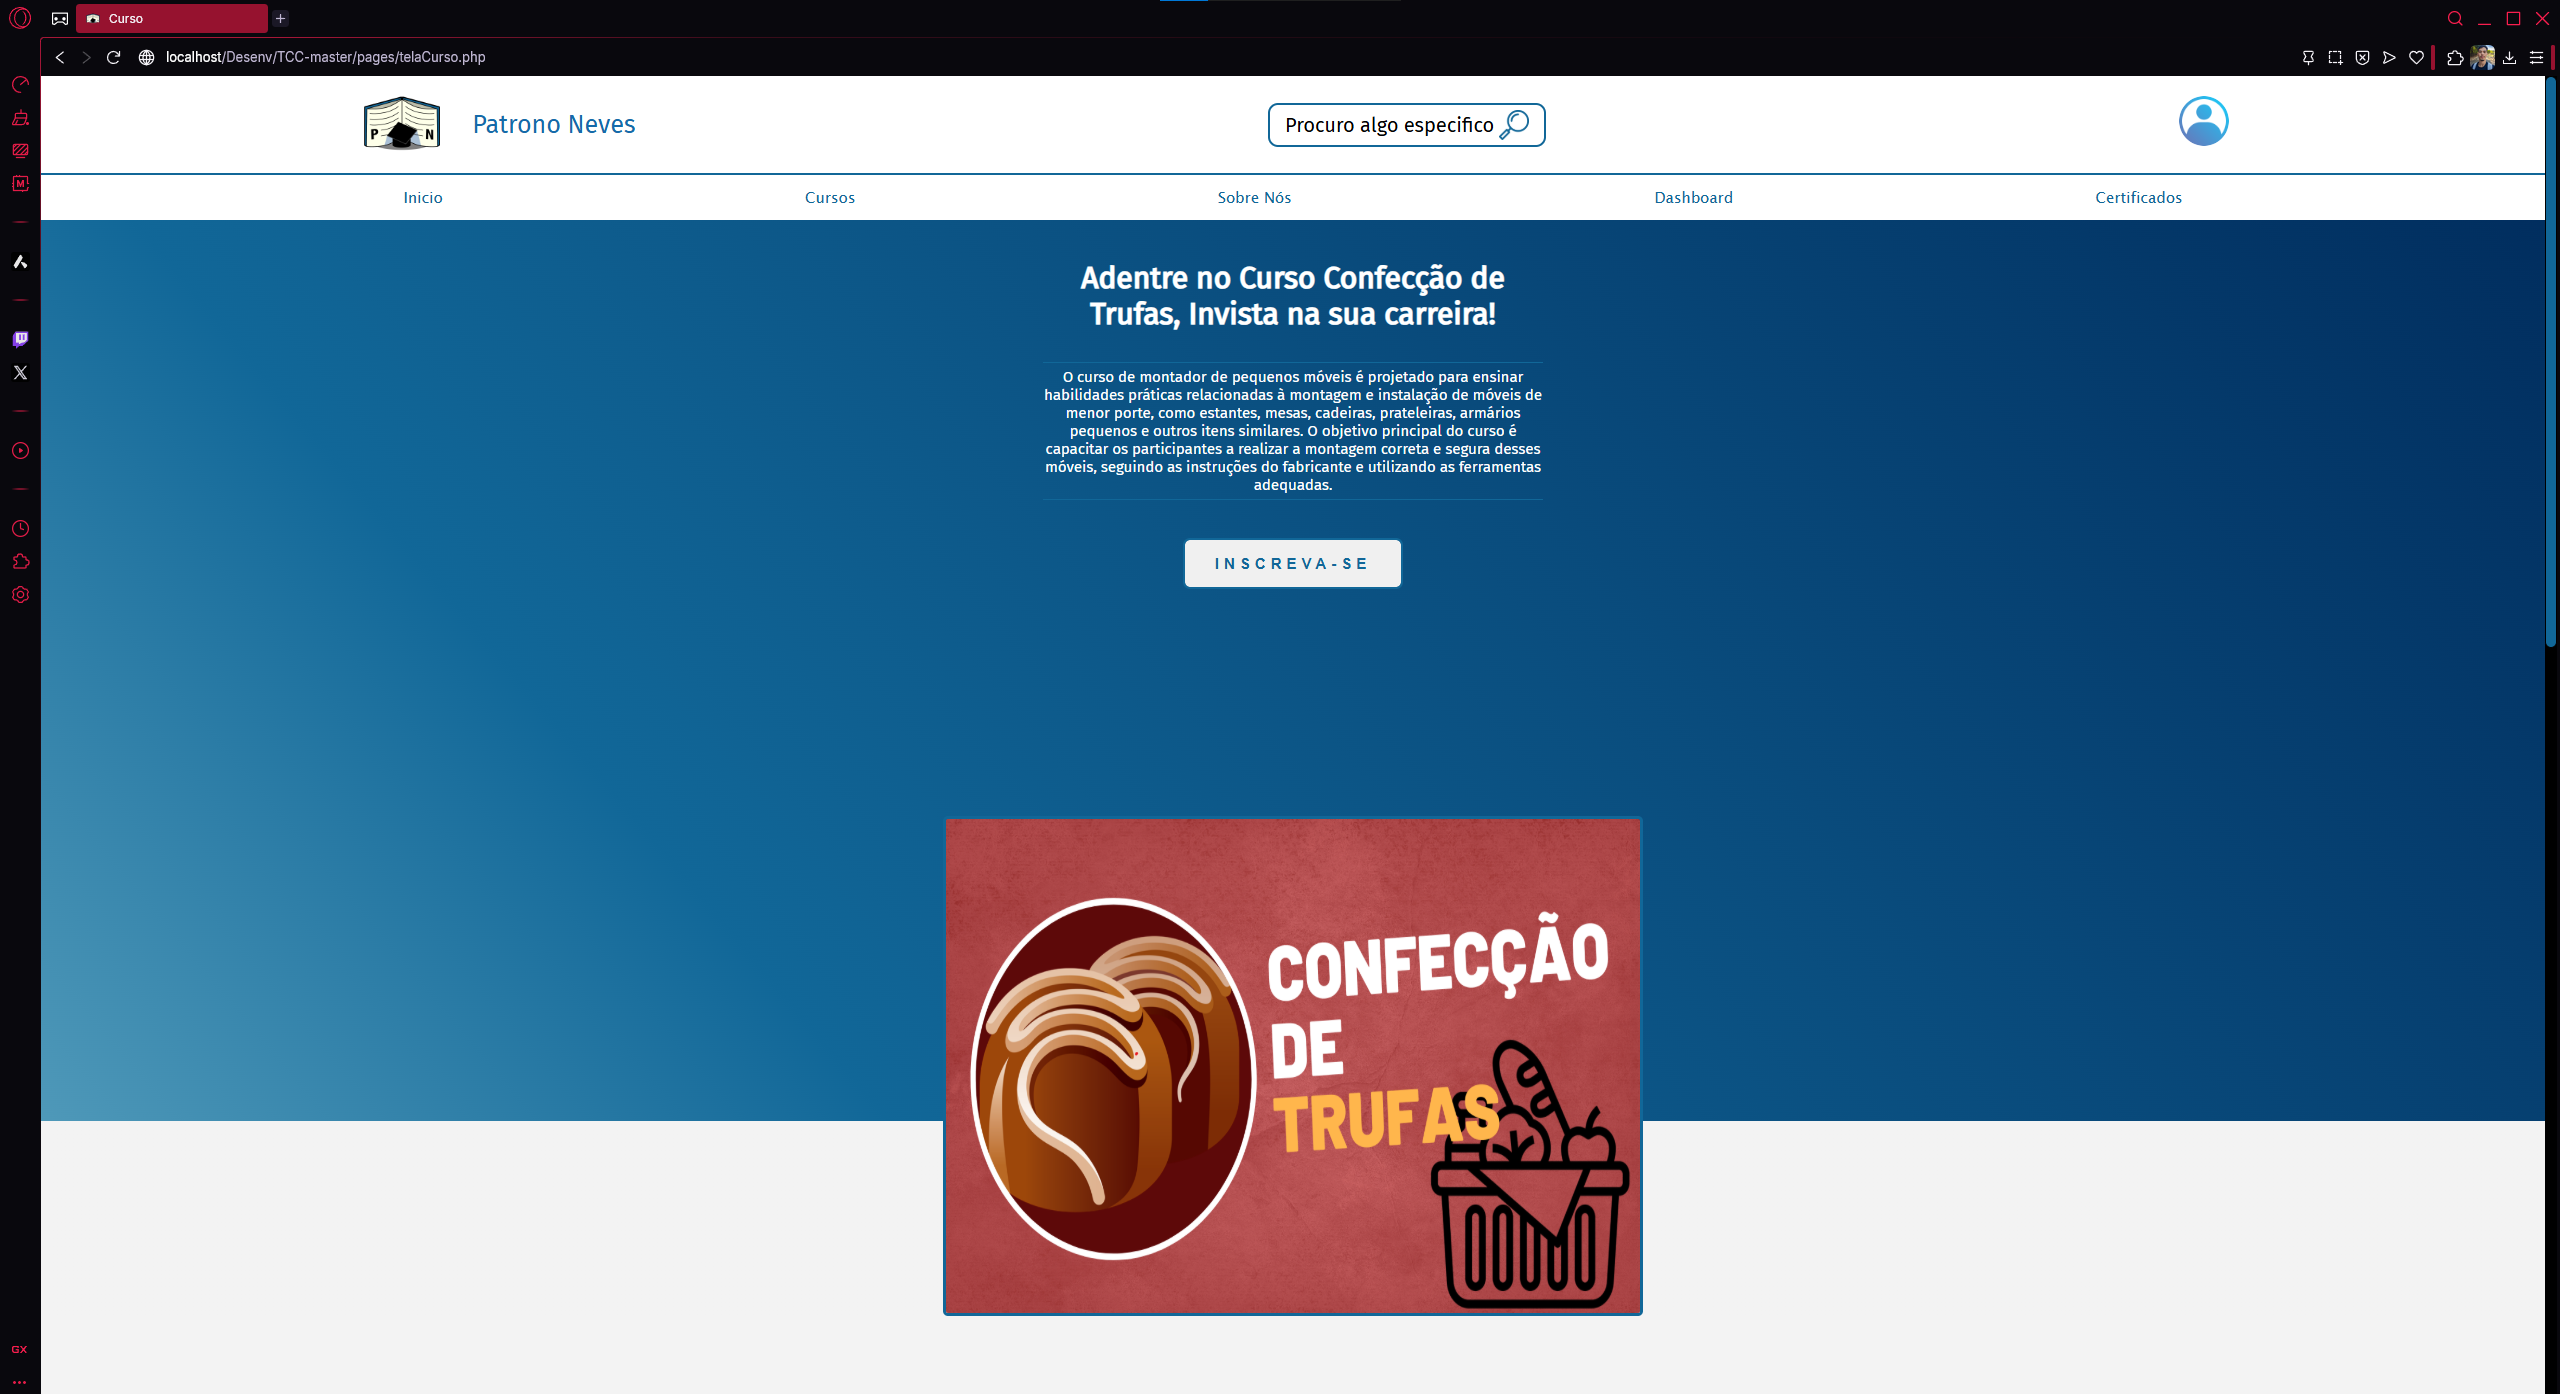 Curso
localhost/Desenv/TCC-master/pages/telaCurso.php
M
P N
Patrono Neves
Procuro algo especifico
Inicio
Cursos
Sobre Nós
Dashboard
Certificados
Adentre no Curso Confecção de
Trufas, Invista na sua carreira!
O curso de montador de pequenos móveis é projetado para ensinar
habilidades práticas relacionadas à montagem e instalação de móveis de
menor porte, como estantes, mesas, cadeiras, prateleiras, armários
pequenos e outros itens similares. O objetivo principal do curso é
capacitar os participantes a realizar a montagem correta e segura desses
móveis, seguindo as instruções do fabricante e utilizando as ferramentas
adequadas.
INSCREVA-SE
CONFECÇÃO
DE
TRUFAS
GX